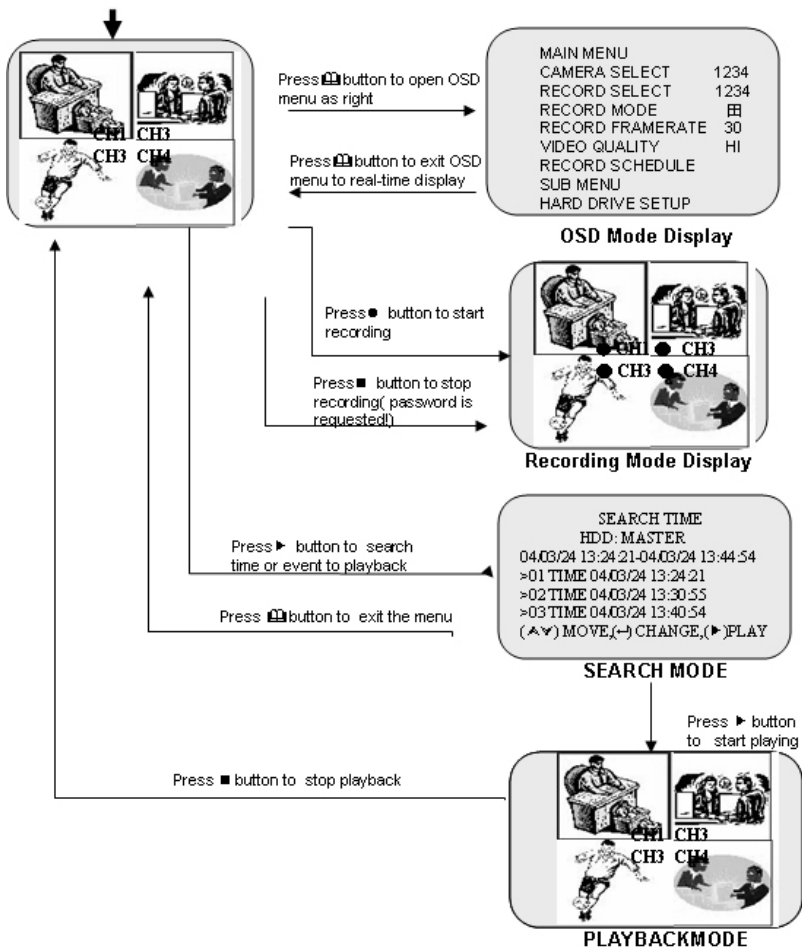 CH1 CH3
CH3 CH4
Press 🕮 button to open OSD
menu as right
Press 🕮 button to exit OSD
menu to real-time display
MAIN MENU
CAMERA SELECT 1234
RECORD SELECT 1234
RECORD MODE 田
RECORD FRAMERATE 30
VIDEO QUALITY HI
RECORD SCHEDULE
SUB MENU
HARD DRIVE SETUP
OSD Mode Display
Press ● button to start
recording
Press ■ button to stop
recording( password is
requested!)
● CH1 ● CH3
● CH3 ● CH4
Recording Mode Display
Press ▶ button to search
time or event to playback
Press 🕮 button to exit the menu
SEARCH TIME
HDD: MASTER
04/03/24 13:24:21-04/03/24 13:44:54
>01 TIME 04/03/24 13:24:21
>02 TIME 04/03/24 13:30:55
>03 TIME 04/03/24 13:40:54
(⮝⮟) MOVE,(↵) CHANGE,(▶)PLAY
SEARCH MODE
Press ▶ button
to start playing
Press ■ button to stop playback
CH1 CH3
CH3 CH4
PLAYBACKMODE